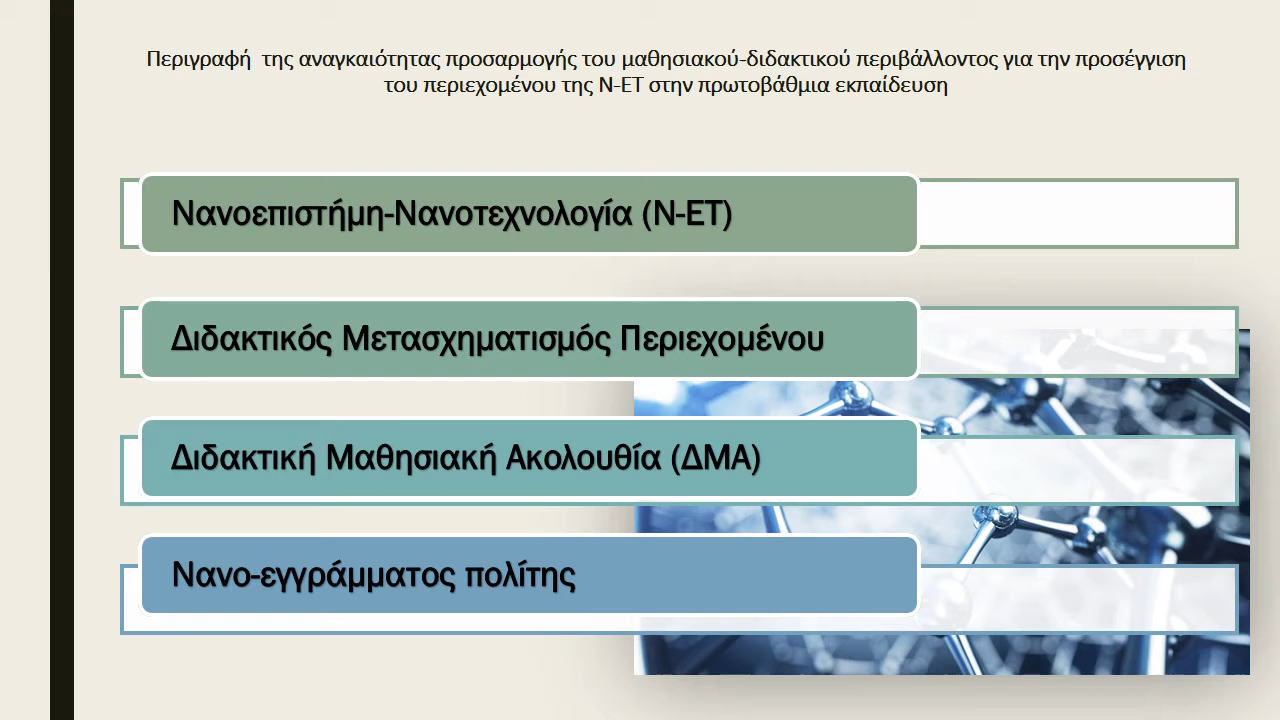 Περιγραφή  της αναγκαιότητας προσαρμογής του μαθησιακού-διδακτικού περιβάλλοντος για την προσέγγιση
του περιεχομένου της Ν-ΕΤ στην πρωτοβάθμια εκπαίδευση
Νανοεπιστήμη-Νανοτεχνολογία (Ν-ΕΤ)
Διδακτικός Μετασχηματισμός Περιεχομένου
Διδακτική Μαθησιακή Ακολουθία (ΔΜΑ)
Νανο-εγγράμματος πολίτης